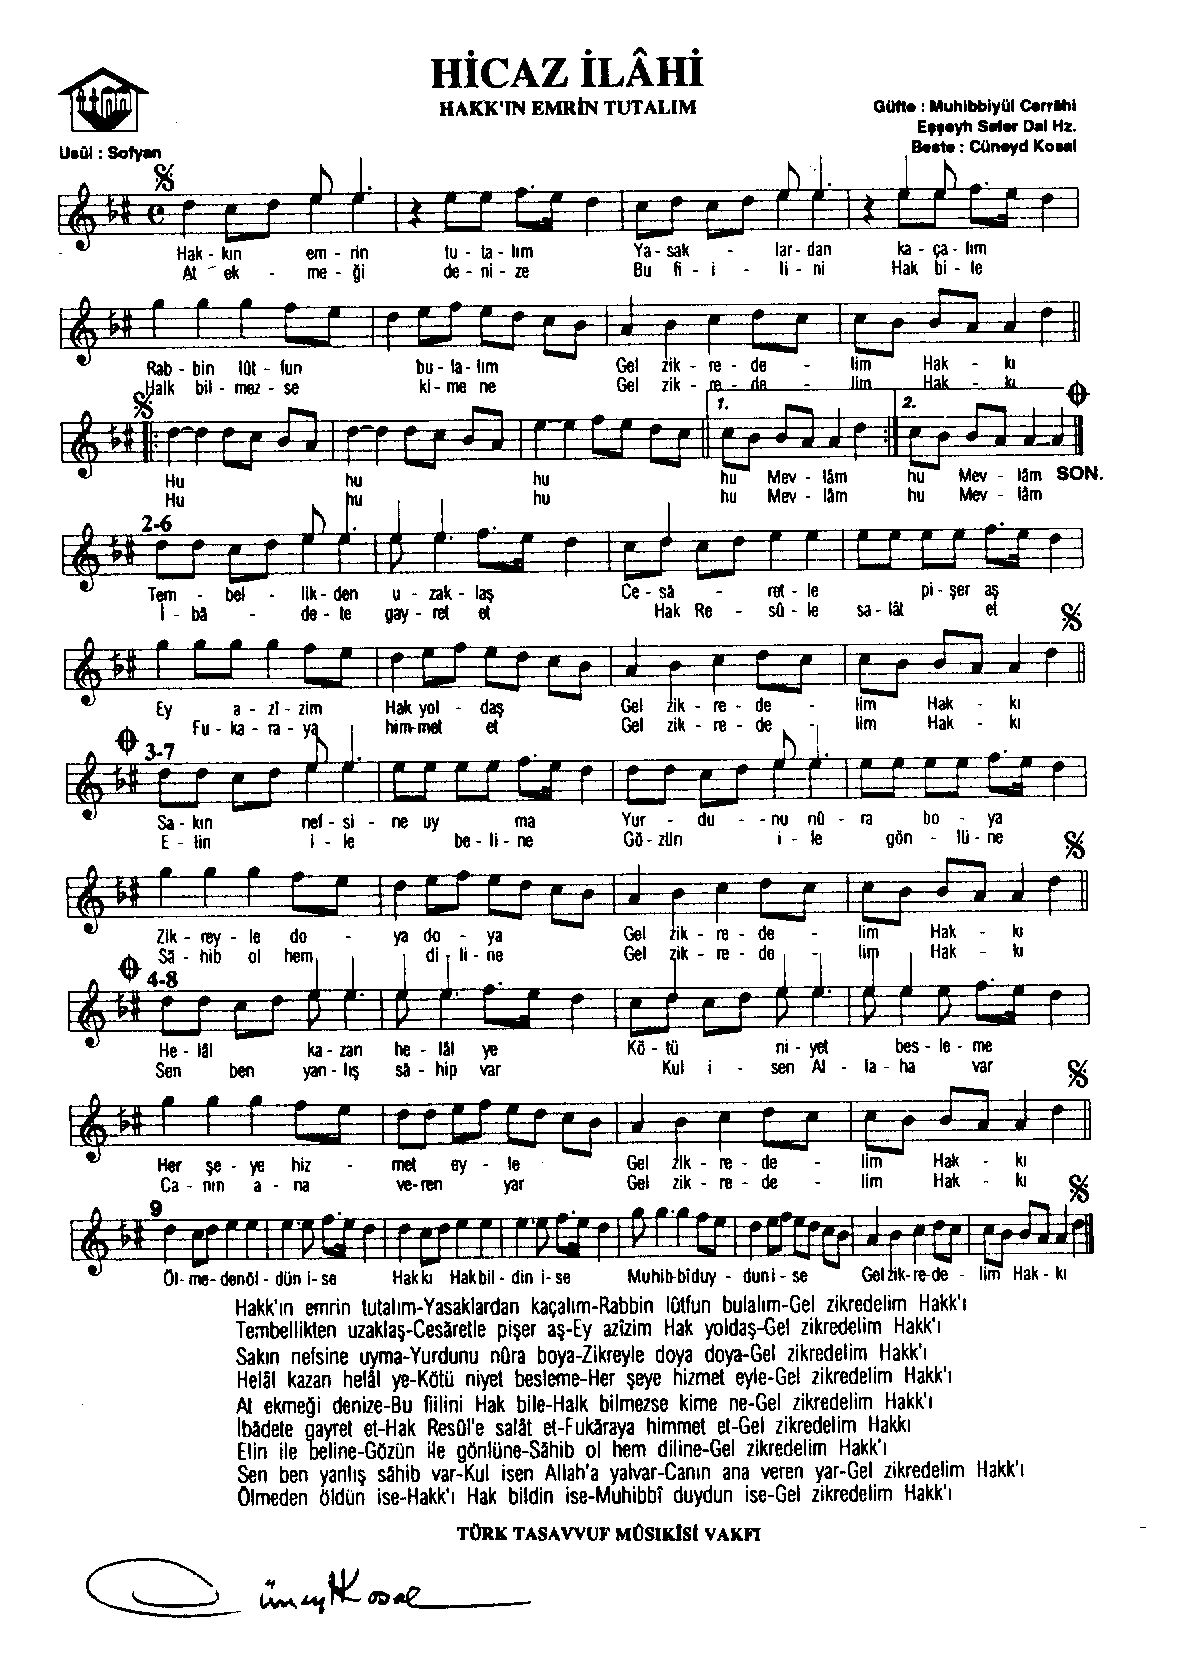 HİCAZ İLÂHİ
HAKK'IN EMRİN TUTALIM
Güfte : Muhibbiyül Cerrâhi
Eşşeyh Sefer Dal Hz.
Beste : Cüneyd Kosal
Usûl : Sofyan
Hak - kın em - rin tu - ta - lım Ya - sak - lar - dan ka - ça - lım
At ek - me - ği de - ni - ze Bu fi - i - li - ni Hak bi - le
Rab - bin lût - fun bu - la - lım Gel zik - re - de - lim Hak - kı
Halk bil - mez - se ki - me ne Gel zik - re - de - lim Hak - kı
1. 2.
Hu hu hu hu Mev - lâm hu Mev - lâm SON.
Hu hu hu hu Mev - lâm hu Mev - lâm
2-6
Tem - bel - lik - den u - zak - laş Ce - sâ - ret - le pi - şer aş
İ - bâ - de - te gay - ret et Hak Re - sû - le sa - lât et
Ey a - zî - zim Hak yol - daş Gel zik - re - de - lim Hak - kı
Fu - ka - ra - ya him - met et Gel zik - re - de - lim Hak - kı
3-7
Sa - kın nef - si - ne uy ma Yur - du - nu nû - ra bo - ya
E - lin i - le be - li - ne Gö - zün i - le gön - lü - ne
Zik - rey - le do - ya do - ya Gel zik - re - de - lim Hak - kı
Sâ - hib ol hem di - li - ne Gel zik - re - de - lim Hak - kı
4-8
He - lâl ka - zan he - lâl ye Kö - tü ni - yet bes - le - me
Sen ben yan - lış sâ - hip var Kul i - sen Al - la - ha var
Her şe - ye hiz - met ey - le Gel zik - re - de - lim Hak - kı
Ca - nın a - na ve - ren yar Gel zik - re - de - lim Hak - kı
9
Öl - me - den öl - dün i - se Hak kı Hak bil - din i - se Muhib - bî duy - dun i - se Gel zik - re - de - lim Hak - kı
Hakk'ın emrin tutalım-Yasaklardan kaçalım-Rabbin lûtfun bulalım-Gel zikredelim Hakk'ı
Tembellikten uzaklaş-Cesâretle pişer aş-Ey azîzim Hak yoldaş-Gel zikredelim Hakk'ı
Sakın nefsine uyma-Yurdunu nûra boya-Zikreyle doya doya-Gel zikredelim Hakk'ı
Helâl kazan helâl ye-Kötü niyet besleme-Her şeye hizmet eyle-Gel zikredelim Hakk'ı
At ekmeği denize-Bu fiilini Hak bile-Halk bilmezse kime ne-Gel zikredelim Hakk'ı
İbâdete gayret et-Hak Resûl'e salât et-Fukâraya himmet et-Gel zikredelim Hakkı
Elin ile beline-Gözün ile gönlüne-Sâhib ol hem diline-Gel zikredelim Hakk'ı
Sen ben yanlış sâhib var-Kul isen Allah'a yalvar-Canın ana veren yar-Gel zikredelim Hakk'ı
Ölmeden öldün ise-Hakk'ı Hak bildin ise-Muhibbî duydun ise-Gel zikredelim Hakk'ı
TÜRK TASAVVUF MÛSIKİSİ VAKFI
Cüneyd Kosal